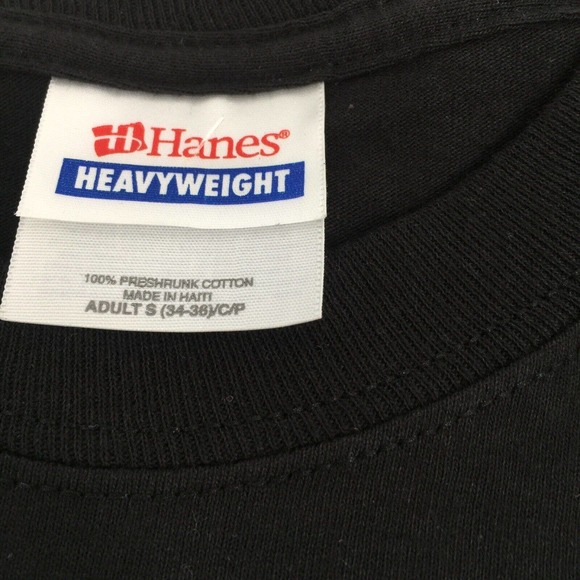 Hanes®
HEAVYWEIGHT
100% PRESHRUNK COTTON
MADE IN HAITI
ADULT S (34-36)/C/P